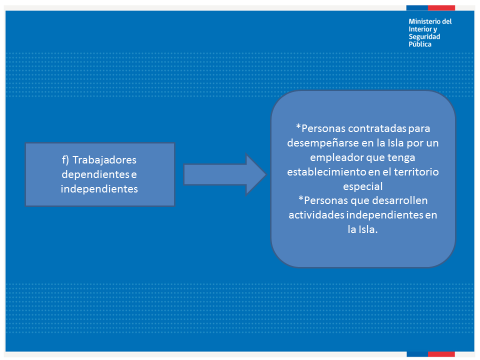 Ministerio del
Interior y
Seguridad
Pública
f) Trabajadores
dependientes e
independientes
*Personas contratadas para
desempeñarse en la Isla por un
empleador que tenga
establecimiento en el territorio
especial
*Personas que desarrollen
actividades independientes en
la Isla.